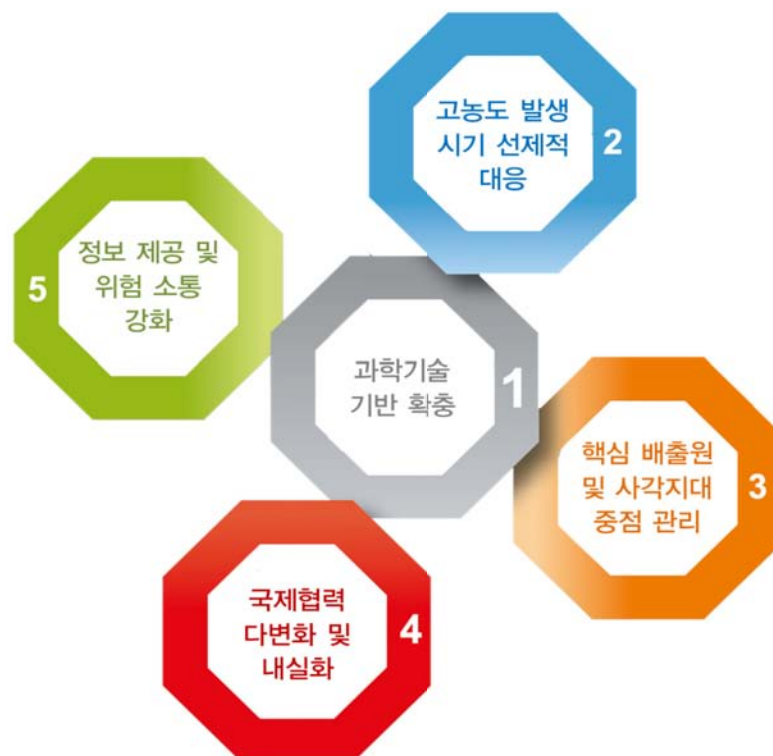 고농도 발생
시기 선제적
대응
2
정보 제공 및
위험 소통
강화
5
과학기술
기반 확충
1
핵심 배출원
및 사각지대
중점 관리
3
국제협력
다변화 및
내실화
4